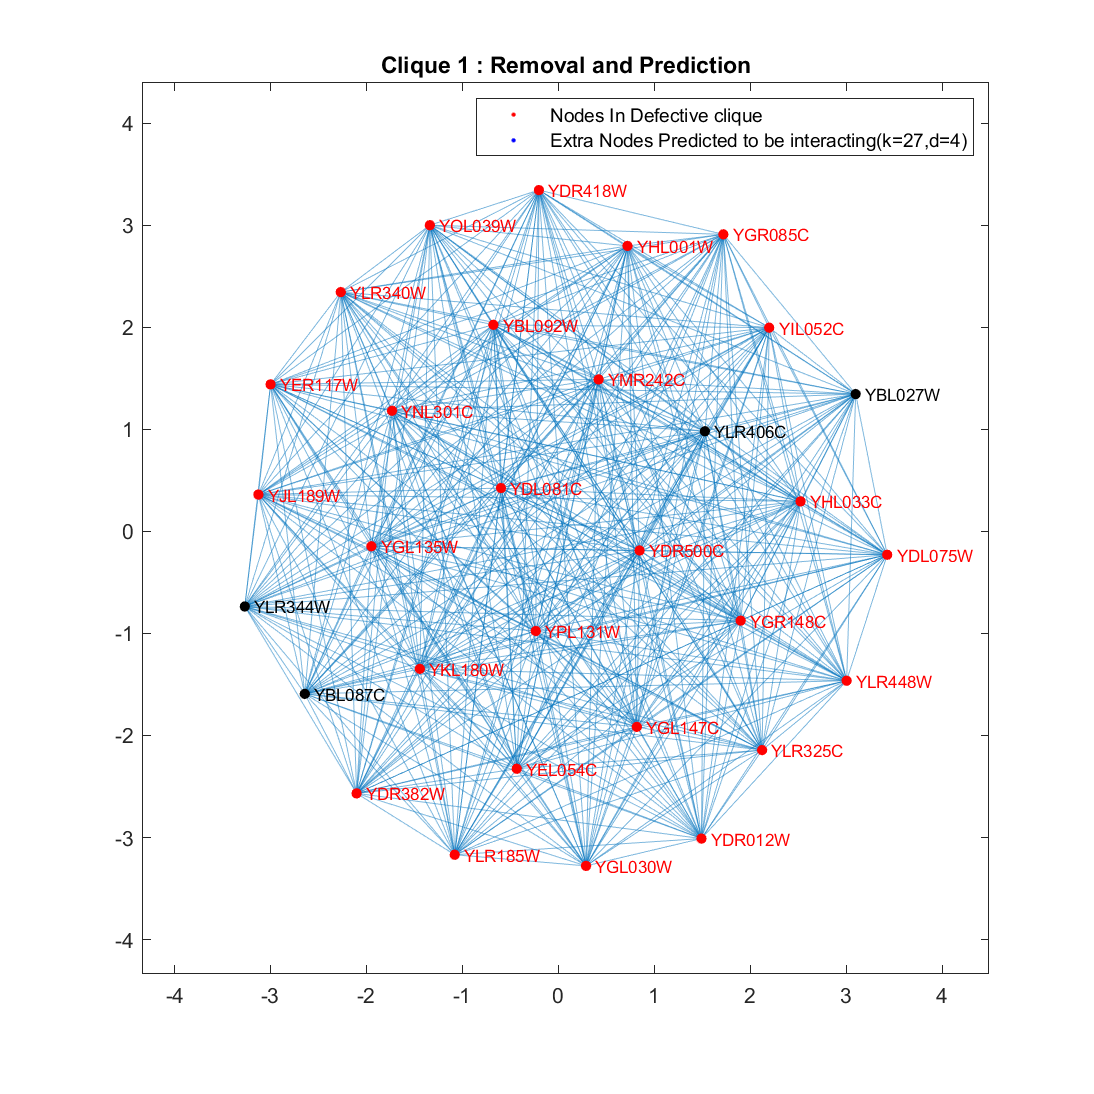 Clique 1 : Removal and Prediction
Nodes In Defective clique
Extra Nodes Predicted to be interacting(k=27,d=4)
4
YDR418W
YOL039W
3
YGR085C
YHL001W
YLR340W
YBL092W
2
YIL052C
YER117W
YMR242C
YBL027W
YNL301C
1
YLR406C
YDL081C
YJL189W
YHL033C
0
YGL135W
YDR500C
YDL075W
YLR344W
YGR148C
-1
YPL131W
YKL180W
YLR448W
YBL087C
YGL147C
-2
YLR325C
YEL054C
YDR382W
-3
YDR012W
YLR185W
YGL030W
-4
-4 -3 -2 -1 0 1 2 3 4